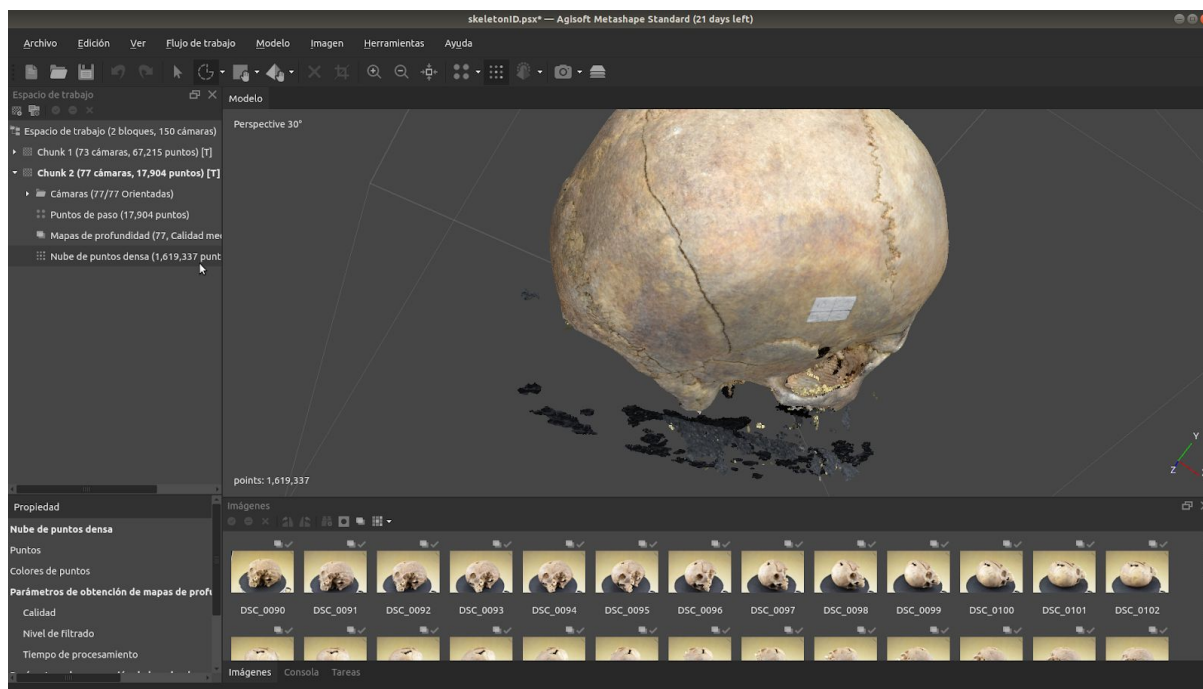 skeletonID.psx* — Agisoft Metashape Standard (21 days left)
Archivo Edición Ver Flujo de trabajo Modelo Imagen Herramientas Ayuda
Espacio de trabajo
Modelo
Espacio de trabajo (2 bloques, 150 cámaras)
Chunk 1 (73 cámaras, 67,215 puntos) [T]
Chunk 2 (77 cámaras, 17,904 puntos) [T]
Cámaras (77/77 Orientadas)
Puntos de paso (17,904 puntos)
Mapas de profundidad (77, Calidad med
Nube de puntos densa (1,619,337 punt
Perspective 30°
points: 1,619,337
Y
Z
Propiedad
Nube de puntos densa
Puntos
Colores de puntos
Parámetros de obtención de mapas de profu
Calidad
Nivel de filtrado
Tiempo de procesamiento
Imágenes
DSC_0090 DSC_0091 DSC_0092 DSC_0093 DSC_0094 DSC_0095 DSC_0096 DSC_0097 DSC_0098 DSC_0099 DSC_0100 DSC_0101 DSC_0102
Imágenes Consola Tareas